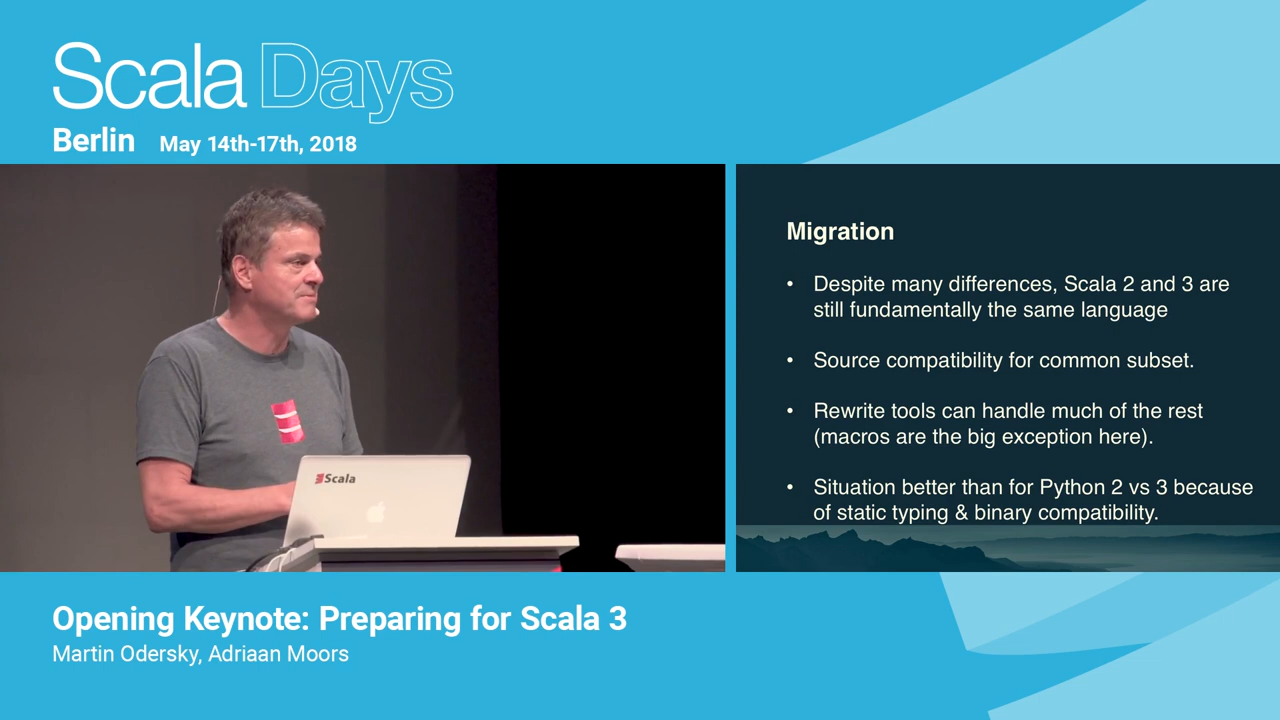 Scala Days
Berlin May 14th-17th, 2018
Migration
• Despite many differences, Scala 2 and 3 are
still fundamentally the same language
• Source compatibility for common subset.
• Rewrite tools can handle much of the rest
(macros are the big exception here).
• Situation better than for Python 2 vs 3 because
of static typing & binary compatibility.
Scala
Opening Keynote: Preparing for Scala 3
Martin Odersky, Adriaan Moors